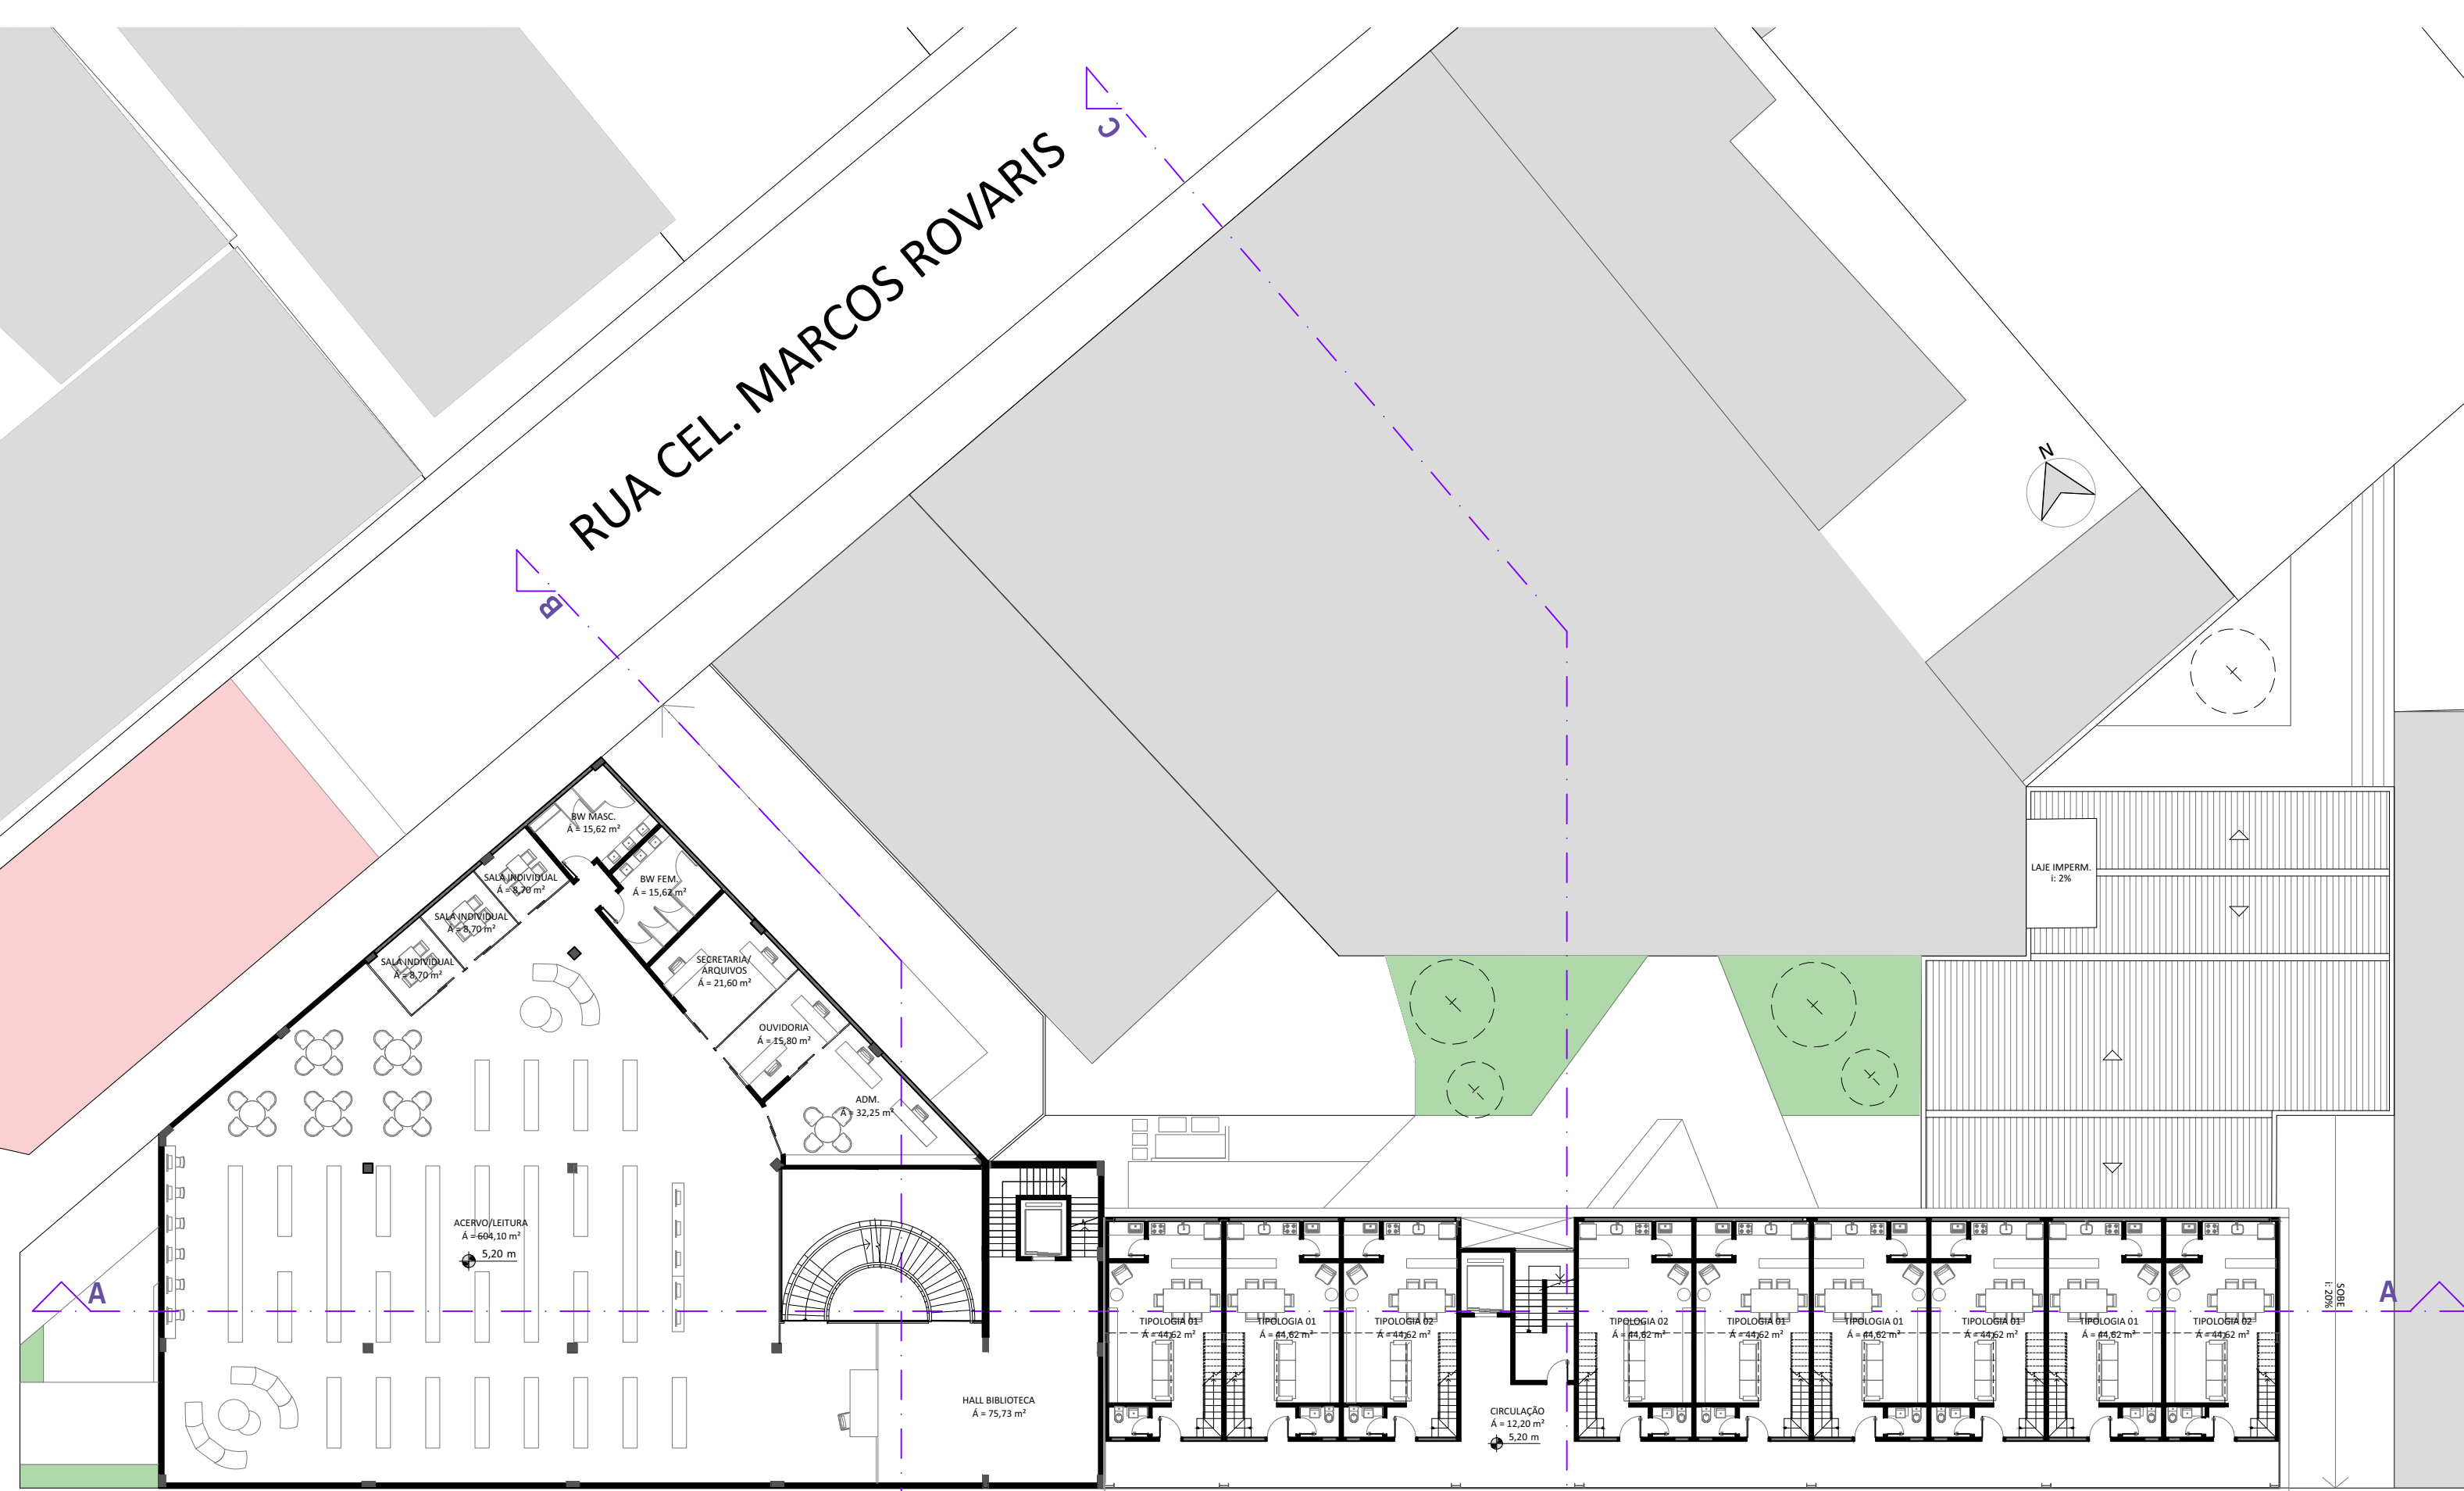 C
RUA CEL. MARCOS ROVARIS
N
B
BW MASC.
Á = 15,62 m²
SALA INDIVIDUAL
Á = 8,70 m²
BW FEM.
Á = 15,62 m²
SALA INDIVIDUAL
Á = 8,70 m²
SALA INDIVIDUAL
Á = 8,70 m²
SECRETARIA/
ARQUIVOS
Á = 21,60 m²
OUVIDORIA
Á = 15,80 m²
ADM.
Á = 32,25 m²
LAJE IMPERM.
i: 2%
ACERVO/LEITURA
Á = 604,10 m²
5,20 m
A
TIPOLOGIA 01
Á = 44,62 m²
TIPOLOGIA 01
Á = 44,62 m²
TIPOLOGIA 02
Á = 44,62 m²
TIPOLOGIA 02
Á = 44,62 m²
TIPOLOGIA 01
Á = 44,62 m²
TIPOLOGIA 01
Á = 44,62 m²
TIPOLOGIA 01
Á = 44,62 m²
TIPOLOGIA 01
Á = 44,62 m²
TIPOLOGIA 02
Á = 44,62 m²
SOBE
i: 20%
A
HALL BIBLIOTECA
Á = 75,73 m²
CIRCULAÇÃO
Á = 12,20 m²
5,20 m